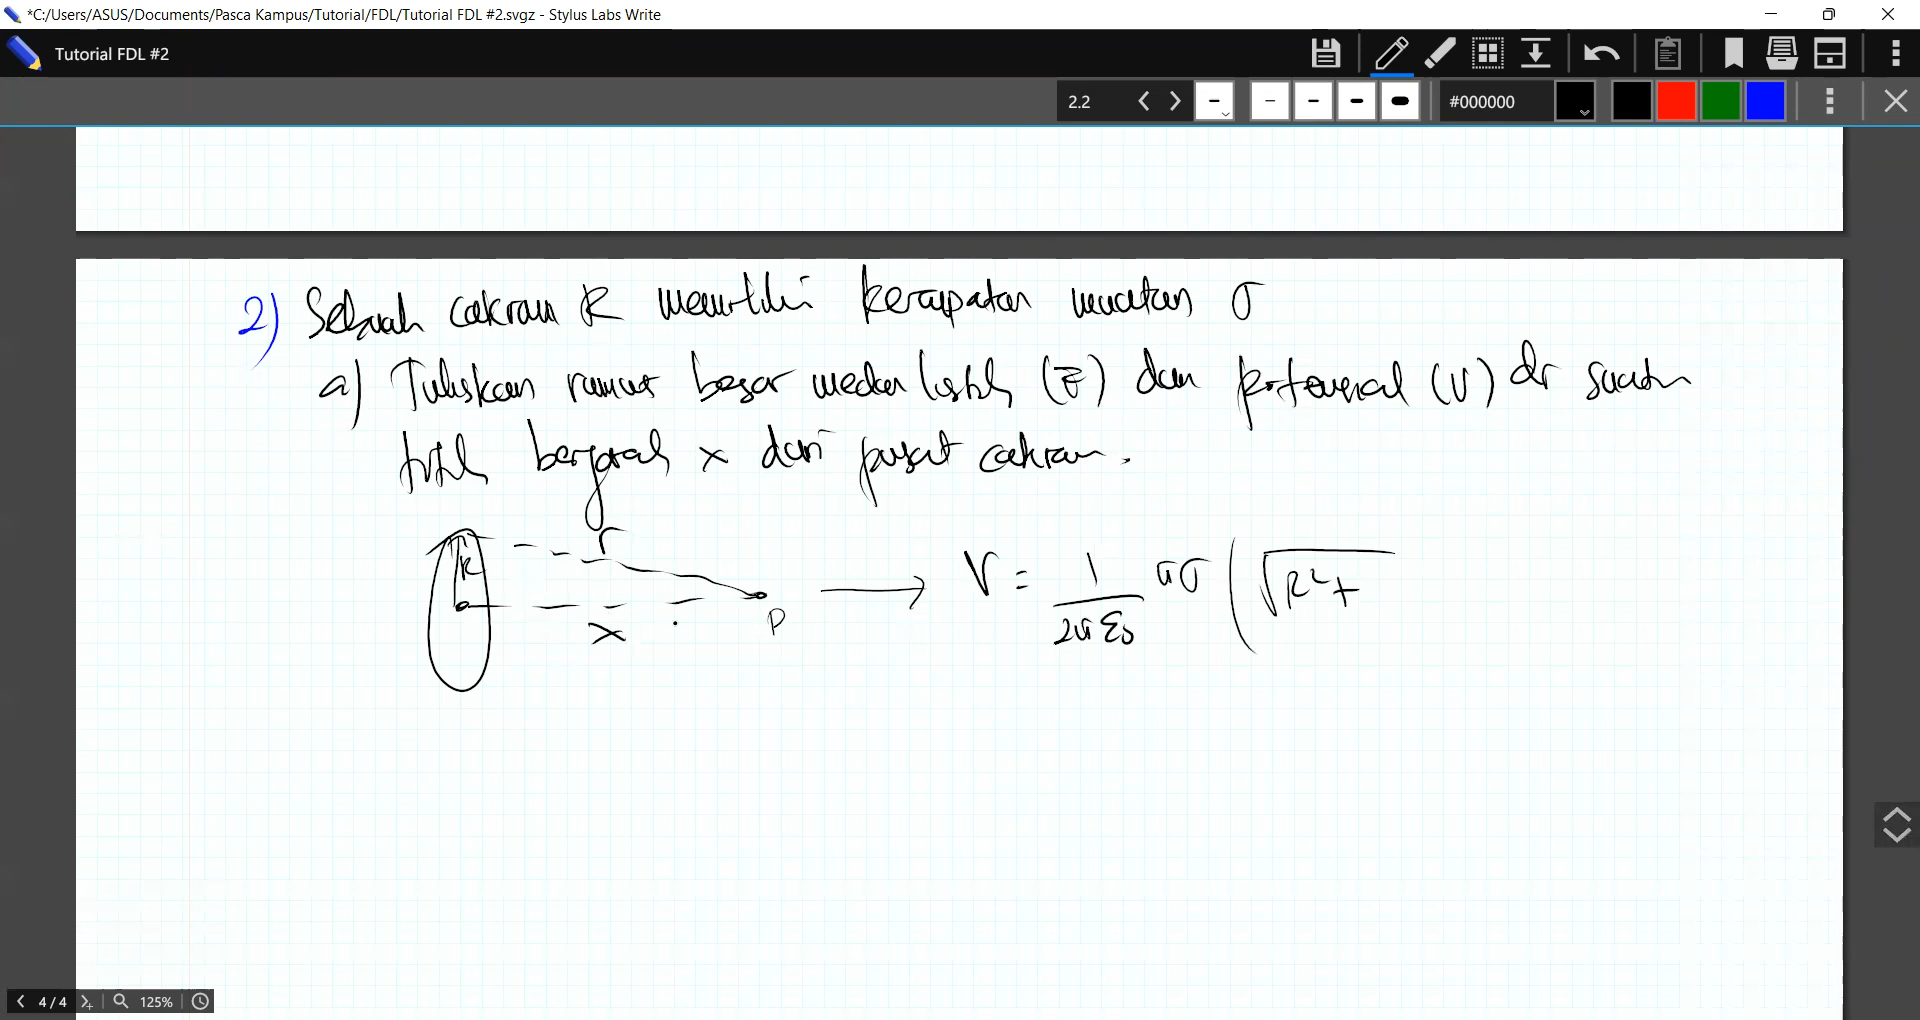 *C:/Users/ASUS/Documents/Pasca Kampus/Tutorial/FDL/Tutorial FDL #2.svgz - Stylus Labs Write
Tutorial FDL #2
2.2
#000000
2) Sebuah cakram R memiliki kerapatan muatan σ
a) Tuliskan rumus besar medan listrik (E) dan potensial (V) di suatu
titik berjarak x dari pusat cakram.
R r x P → V = 1/(2πε₀) πσ (√(R² +
4 / 4 125%